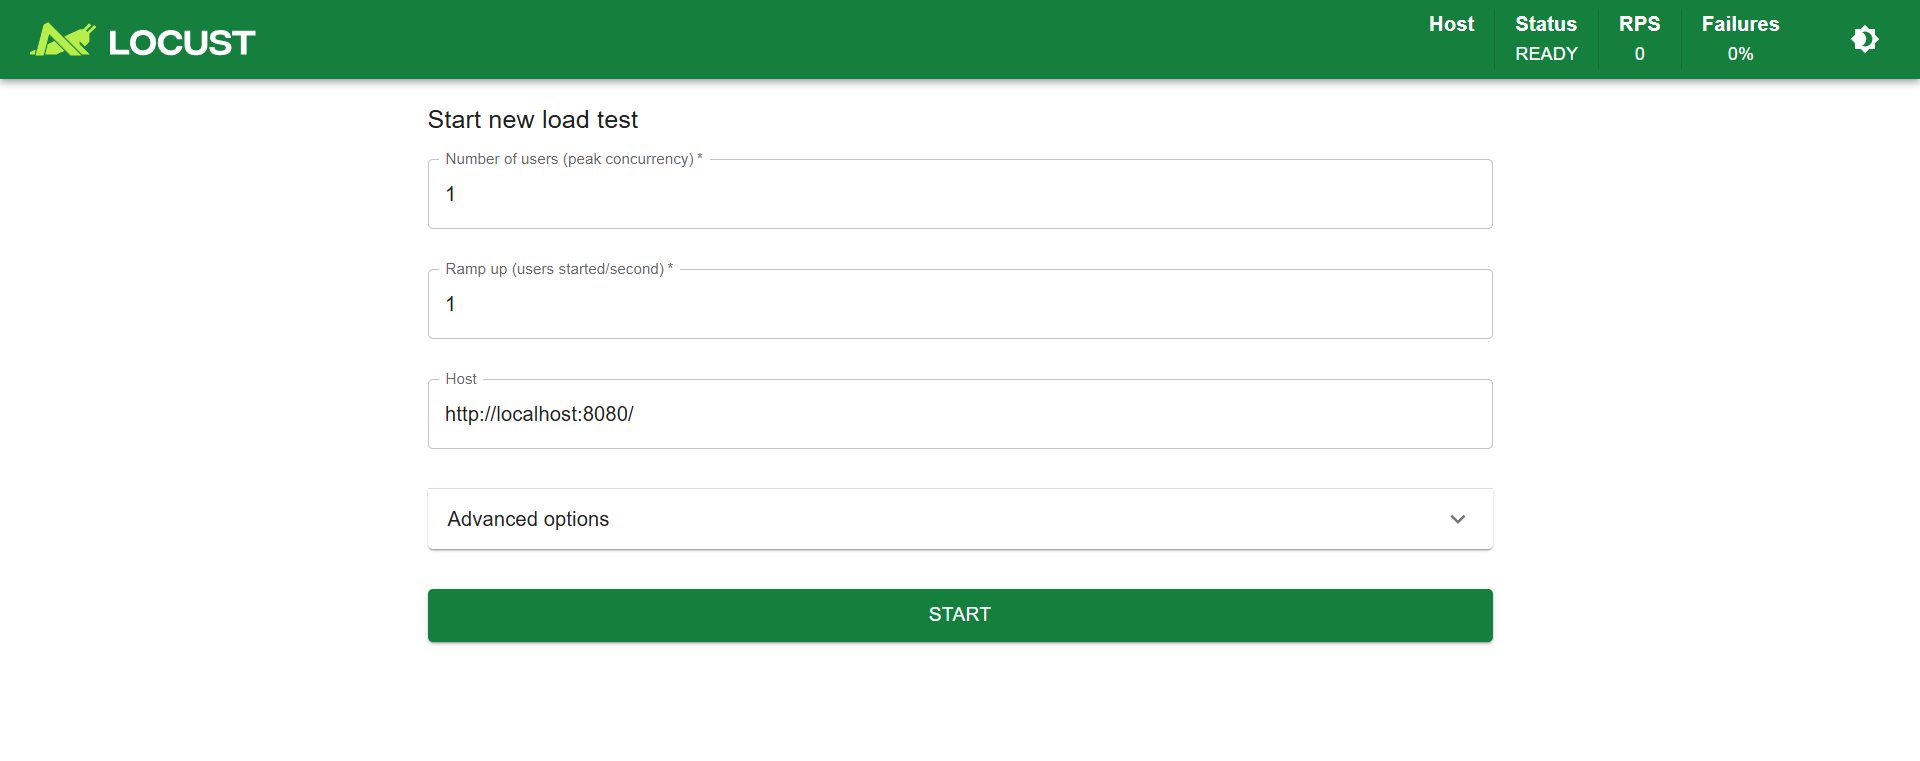 LOCUST
Host
Status
READY
RPS
0
Failures
0%
Start new load test
Number of users (peak concurrency) *
1
Ramp up (users started/second) *
1
Host
http://localhost:8080/
Advanced options
START